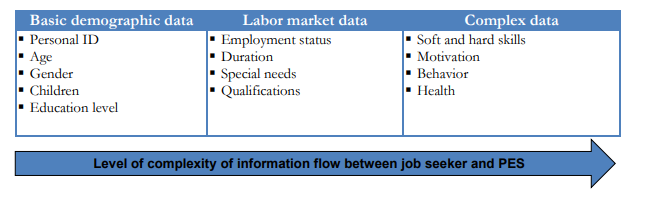 Basic demographic data
▪ Personal ID
▪ Age
▪ Gender
▪ Children
▪ Education level
Labor market data
▪ Employment status
▪ Duration
▪ Special needs
▪ Qualifications
Complex data
▪ Soft and hard skills
▪ Motivation
▪ Behavior
▪ Health
Level of complexity of information flow between job seeker and PES